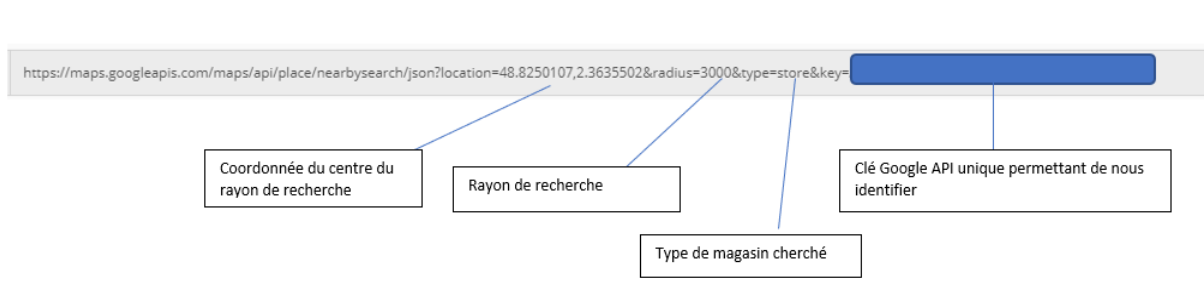 https://maps.googleapis.com/maps/api/place/nearbysearch/json?location=48.8250107,2.3635502&radius=3000&type=store&key=
Coordonnée du centre du
rayon de recherche
Rayon de recherche
Clé Google API unique permettant de nous
identifier
Type de magasin cherché